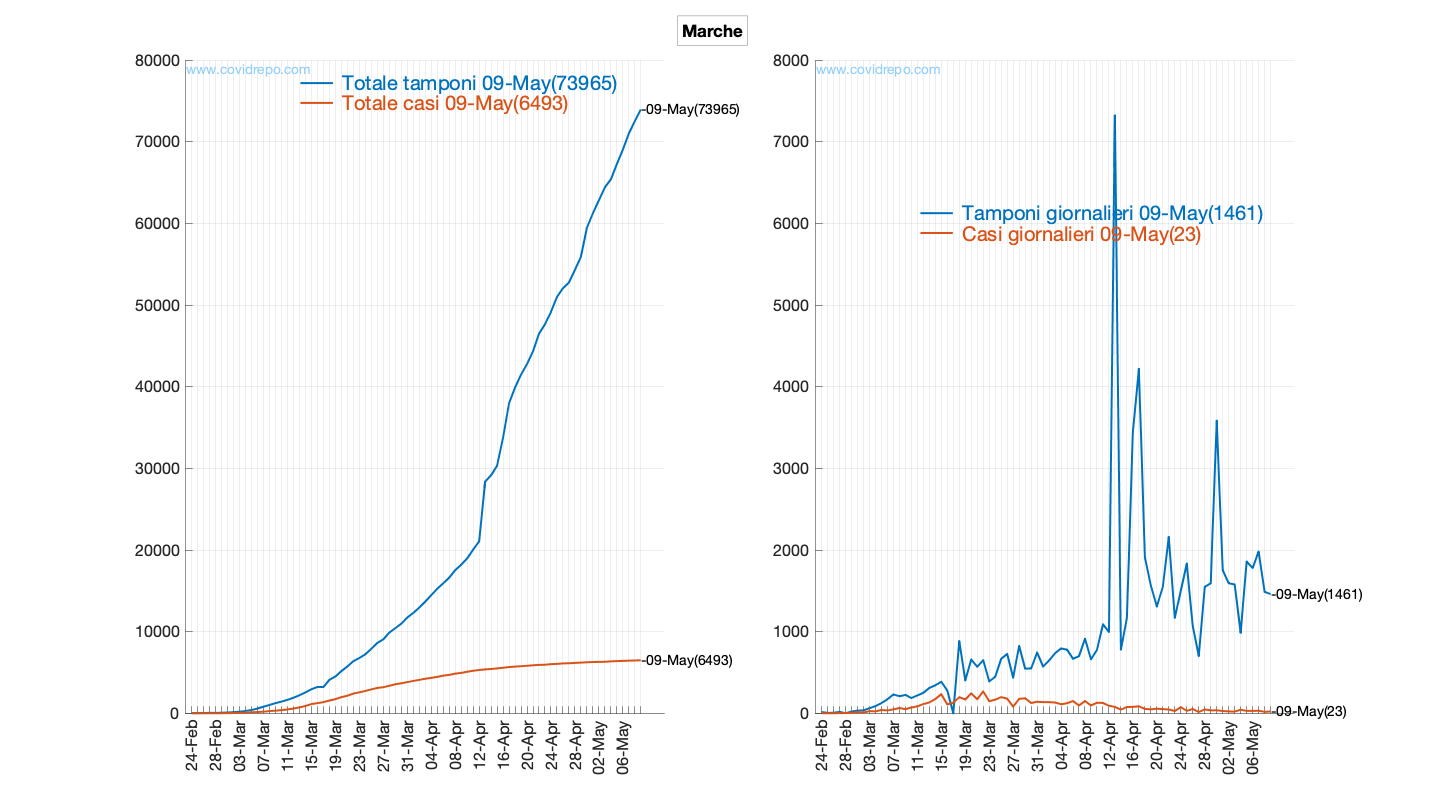 Marche
www.covidrepo.com
Totale tamponi 09-May(73965)
Totale casi 09-May(6493)
80000
70000
60000
50000
40000
30000
20000
10000
0
09-May(73965)
09-May(6493)
24-Feb
28-Feb
03-Mar
07-Mar
11-Mar
15-Mar
19-Mar
23-Mar
27-Mar
31-Mar
04-Apr
08-Apr
12-Apr
16-Apr
20-Apr
24-Apr
28-Apr
02-May
06-May
www.covidrepo.com
Tamponi giornalieri 09-May(1461)
Casi giornalieri 09-May(23)
8000
7000
6000
5000
4000
3000
2000
1000
0
09-May(1461)
09-May(23)
24-Feb
28-Feb
03-Mar
07-Mar
11-Mar
15-Mar
19-Mar
23-Mar
27-Mar
31-Mar
04-Apr
08-Apr
12-Apr
16-Apr
20-Apr
24-Apr
28-Apr
02-May
06-May